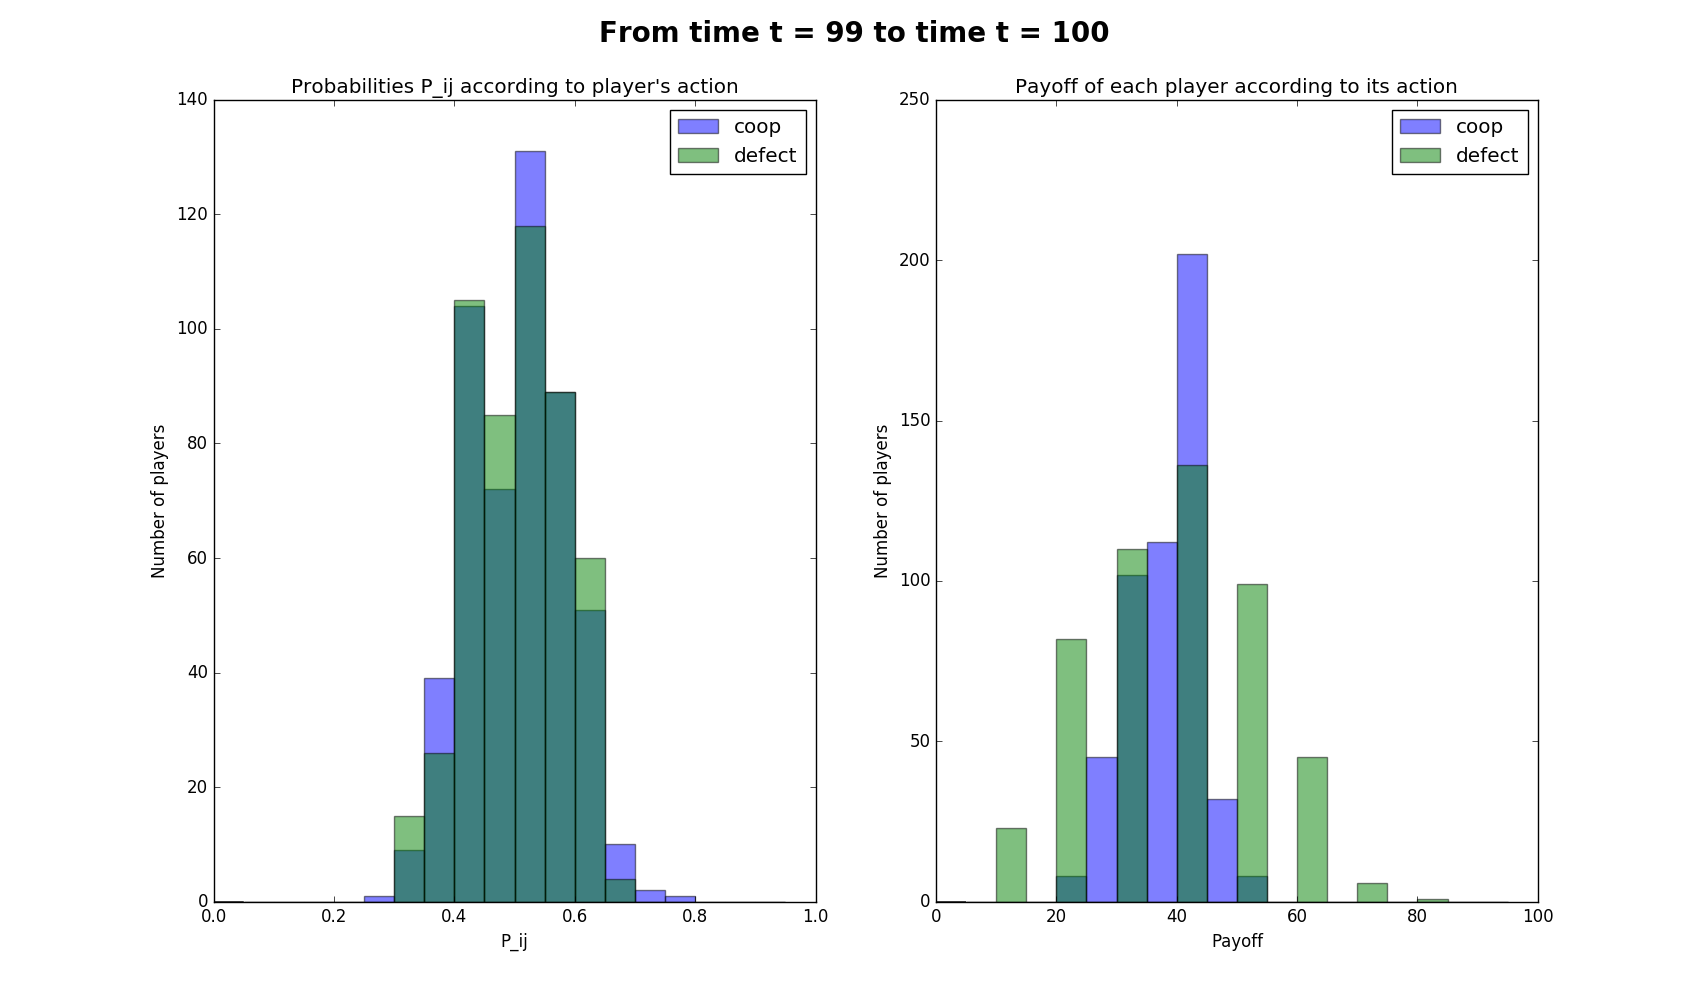 From time t = 99 to time t = 100
Probabilities P_ij according to player's action
140
120
100
80
60
40
20
0
0.0 0.2 0.4 0.6 0.8 1.0
Number of players
P_ij
coop
defect
Payoff of each player according to its action
250
200
150
100
50
0
0 20 40 60 80 100
Number of players
Payoff
coop
defect